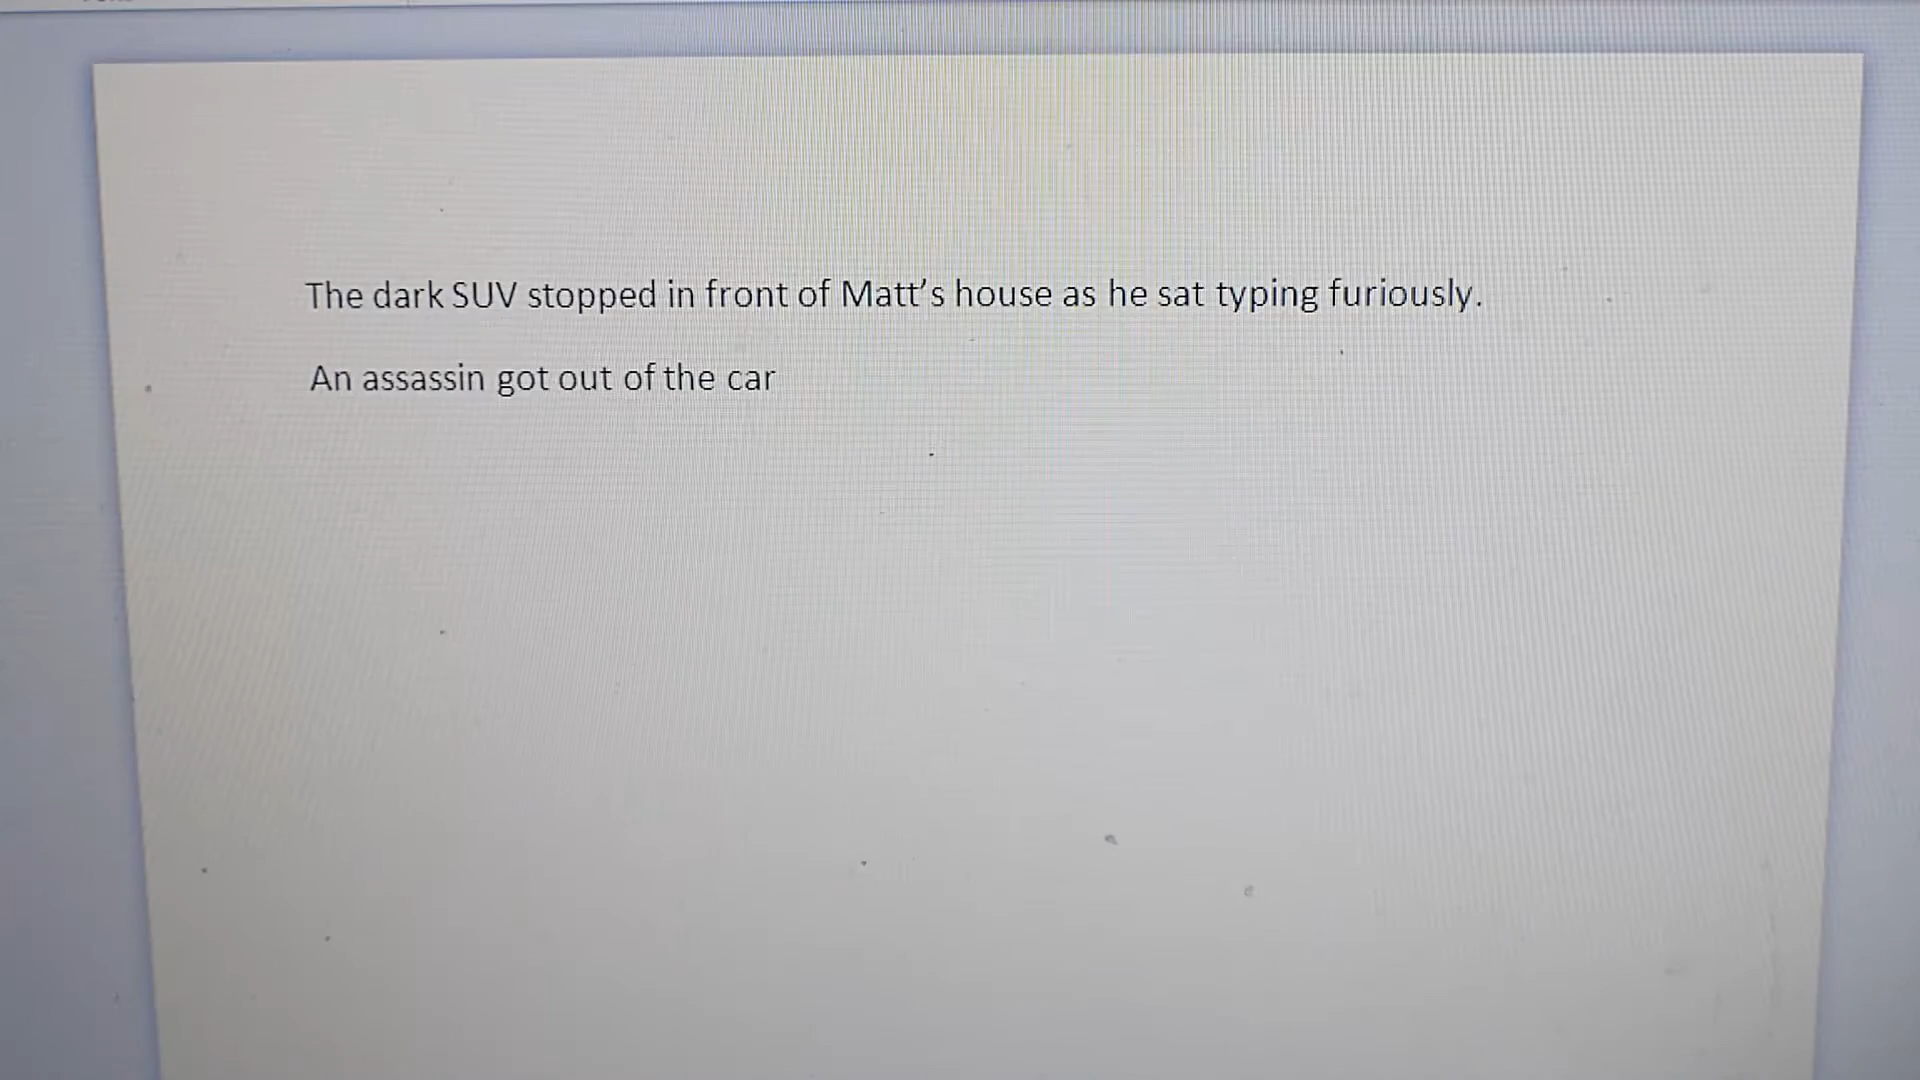 The dark SUV stopped in front of Matt’s house as he sat typing furiously.
An assassin got out of the car